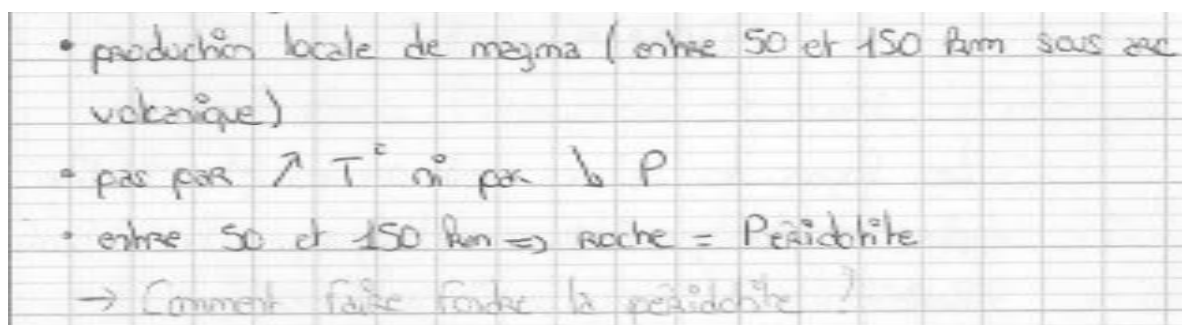 • production locale de magma (entre 50 et 150 km sous arc
volcanique)
• pas par ↗ T° ni par ↘ P
• entre 50 et 150 km => Roche = Péridotite
→ Comment faire fondre la péridotite ?